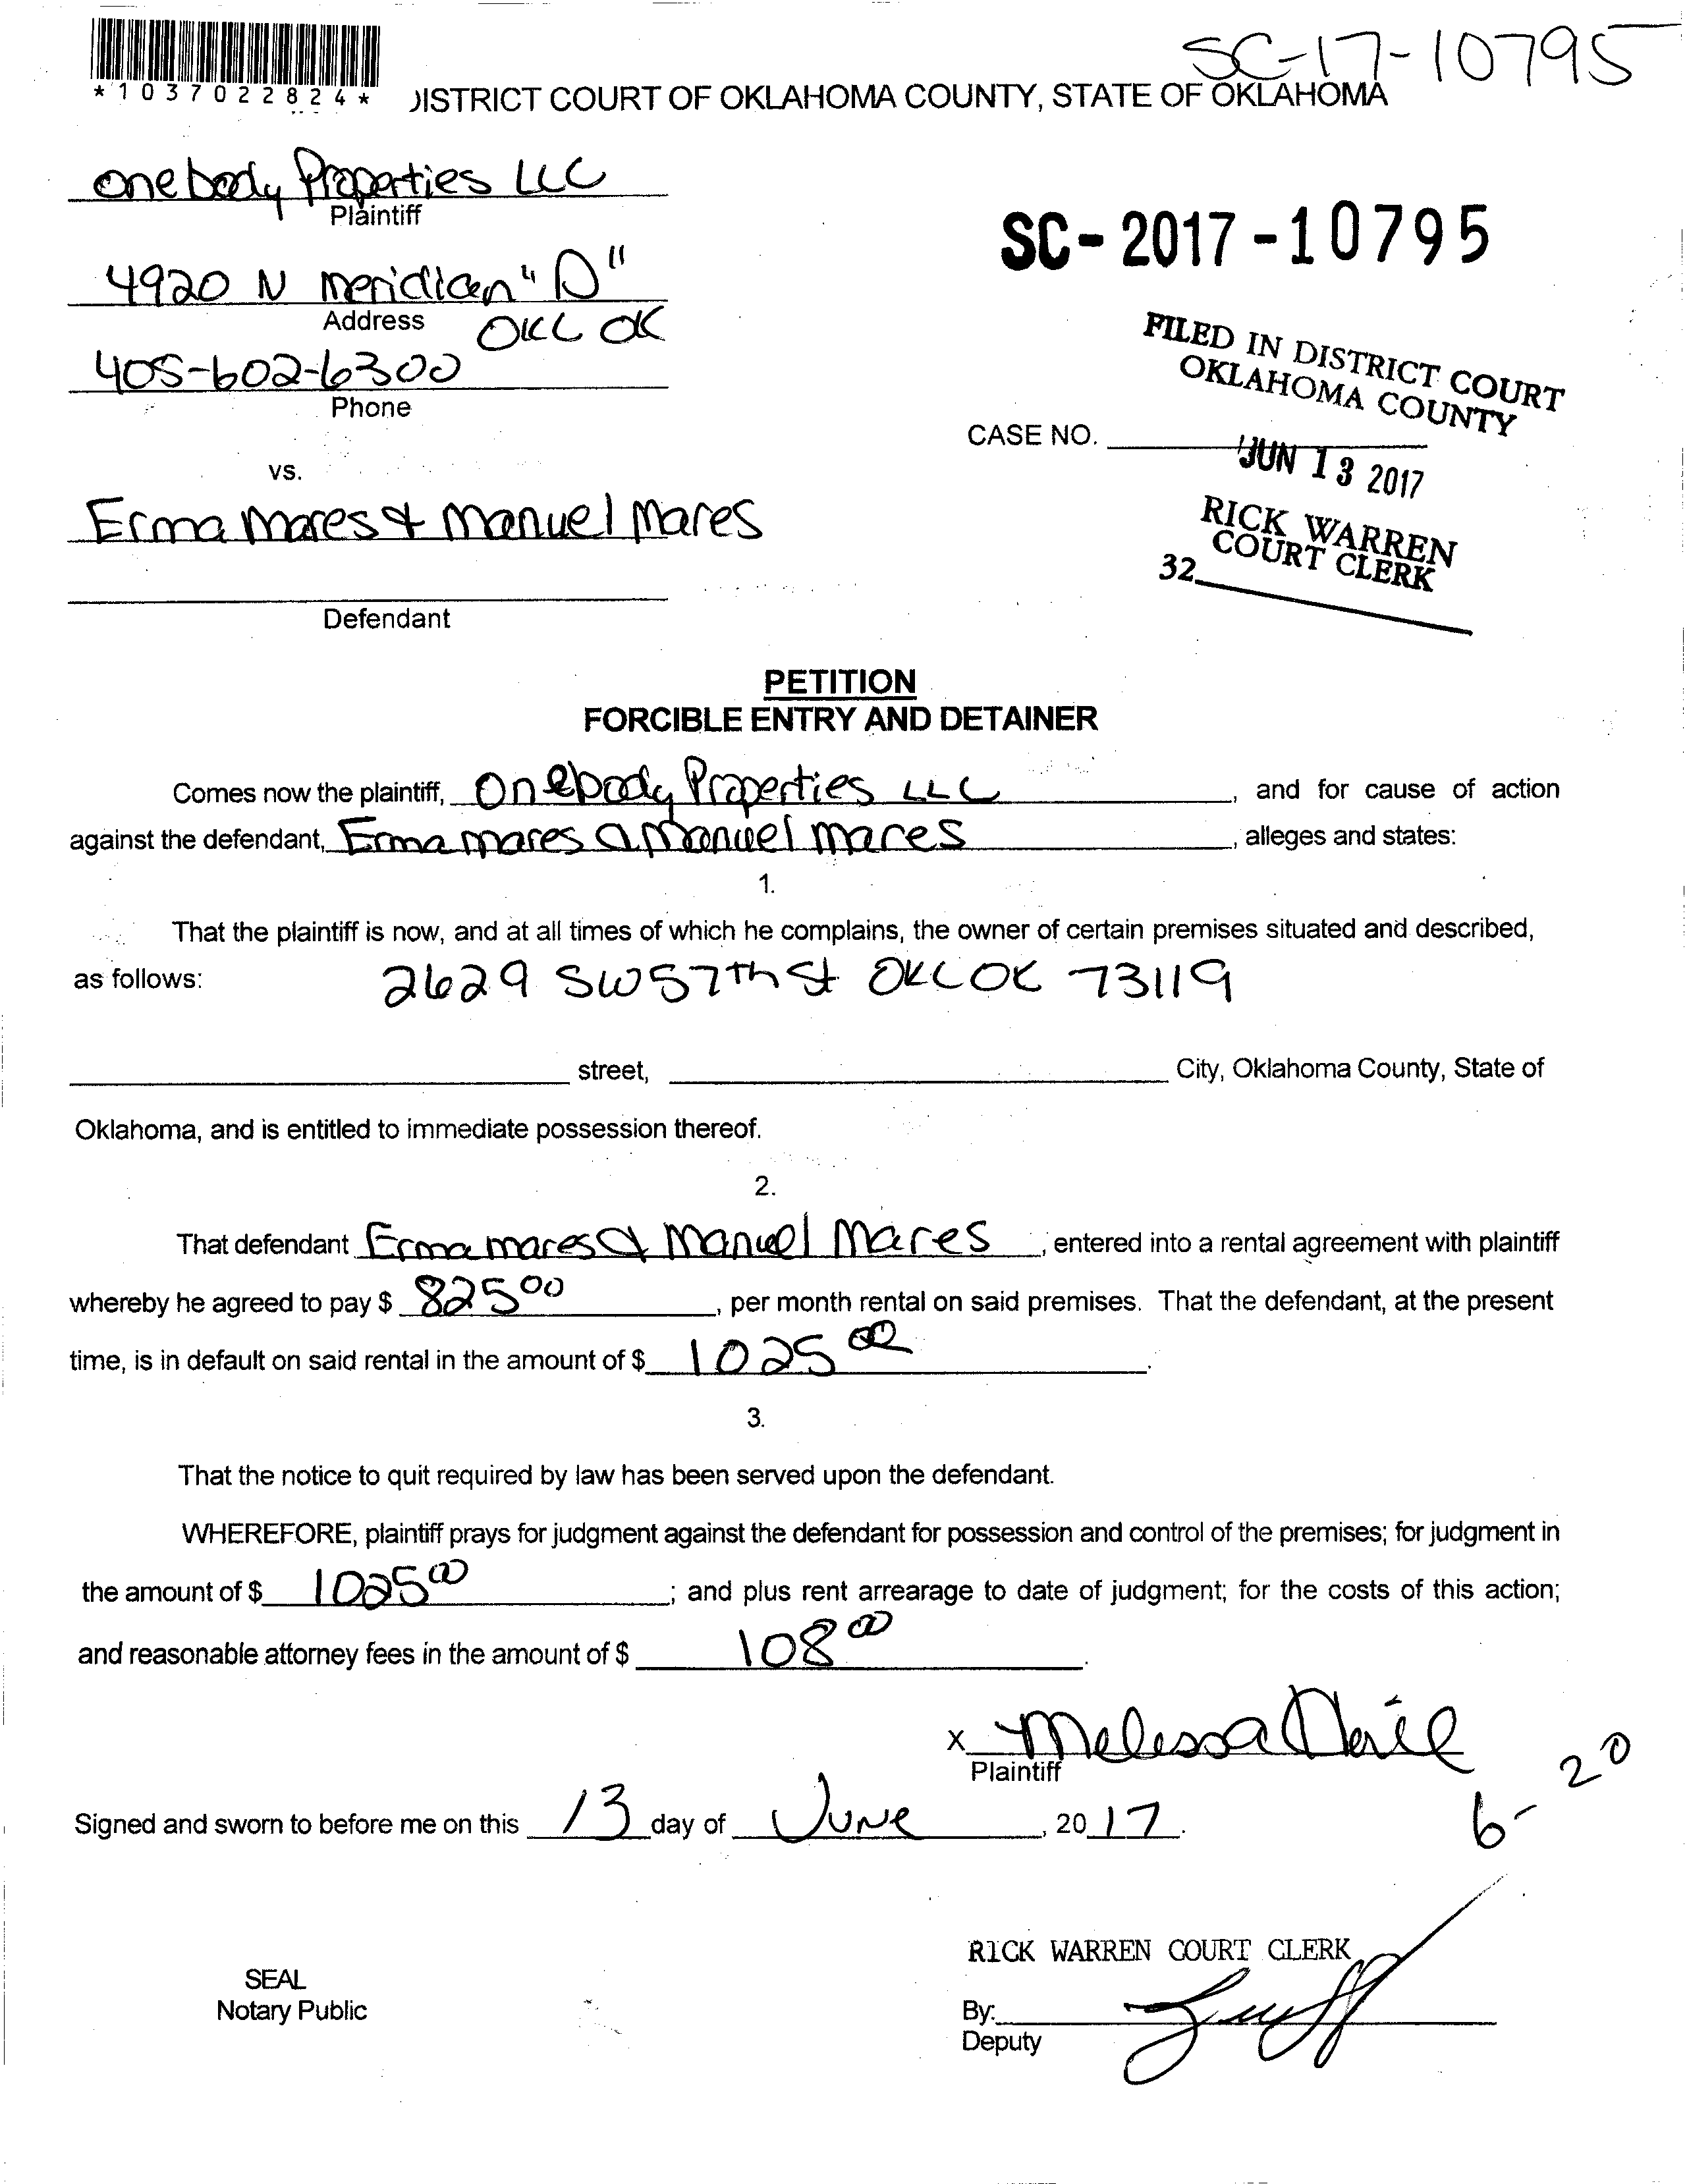 SC-17-10795
*1037022824*
DISTRICT COURT OF OKLAHOMA COUNTY, STATE OF OKLAHOMA
Onebody Properties LLC
Plaintiff
SC-2017-10795
4920 N Meridian "D"
Address
OKC OK
405-602-6300
Phone
FILED IN DISTRICT COURT
OKLAHOMA COUNTY
CASE NO.
JUN 13 2017
vs.
RICK WARREN
COURT CLERK
32
Erma Mares & Manuel Mares
Defendant
PETITION
FORCIBLE ENTRY AND DETAINER
Comes now the plaintiff, Onebody Properties LLC, and for cause of action
against the defendant, Erma Mares & Manuel Mares, alleges and states:
1.
That the plaintiff is now, and at all times of which he complains, the owner of certain premises situated and described,
as follows: 2629 SW 57th St OKC OK 73119
street, City, Oklahoma County, State of
Oklahoma, and is entitled to immediate possession thereof.
2.
That defendant Erma Mares & Manuel Mares, entered into a rental agreement with plaintiff
whereby he agreed to pay $ 825 00, per month rental on said premises. That the defendant, at the present
time, is in default on said rental in the amount of $ 1025 00.
3.
That the notice to quit required by law has been served upon the defendant.
WHEREFORE, plaintiff prays for judgment against the defendant for possession and control of the premises; for judgment in
the amount of $ 1025 00; and plus rent arrearage to date of judgment; for the costs of this action;
and reasonable attorney fees in the amount of $ 108 00.
X Melissa
Plaintiff
6-20
Signed and sworn to before me on this 13 day of June, 2017.
RICK WARREN COURT CLERK
SEAL
Notary Public
By:
Deputy